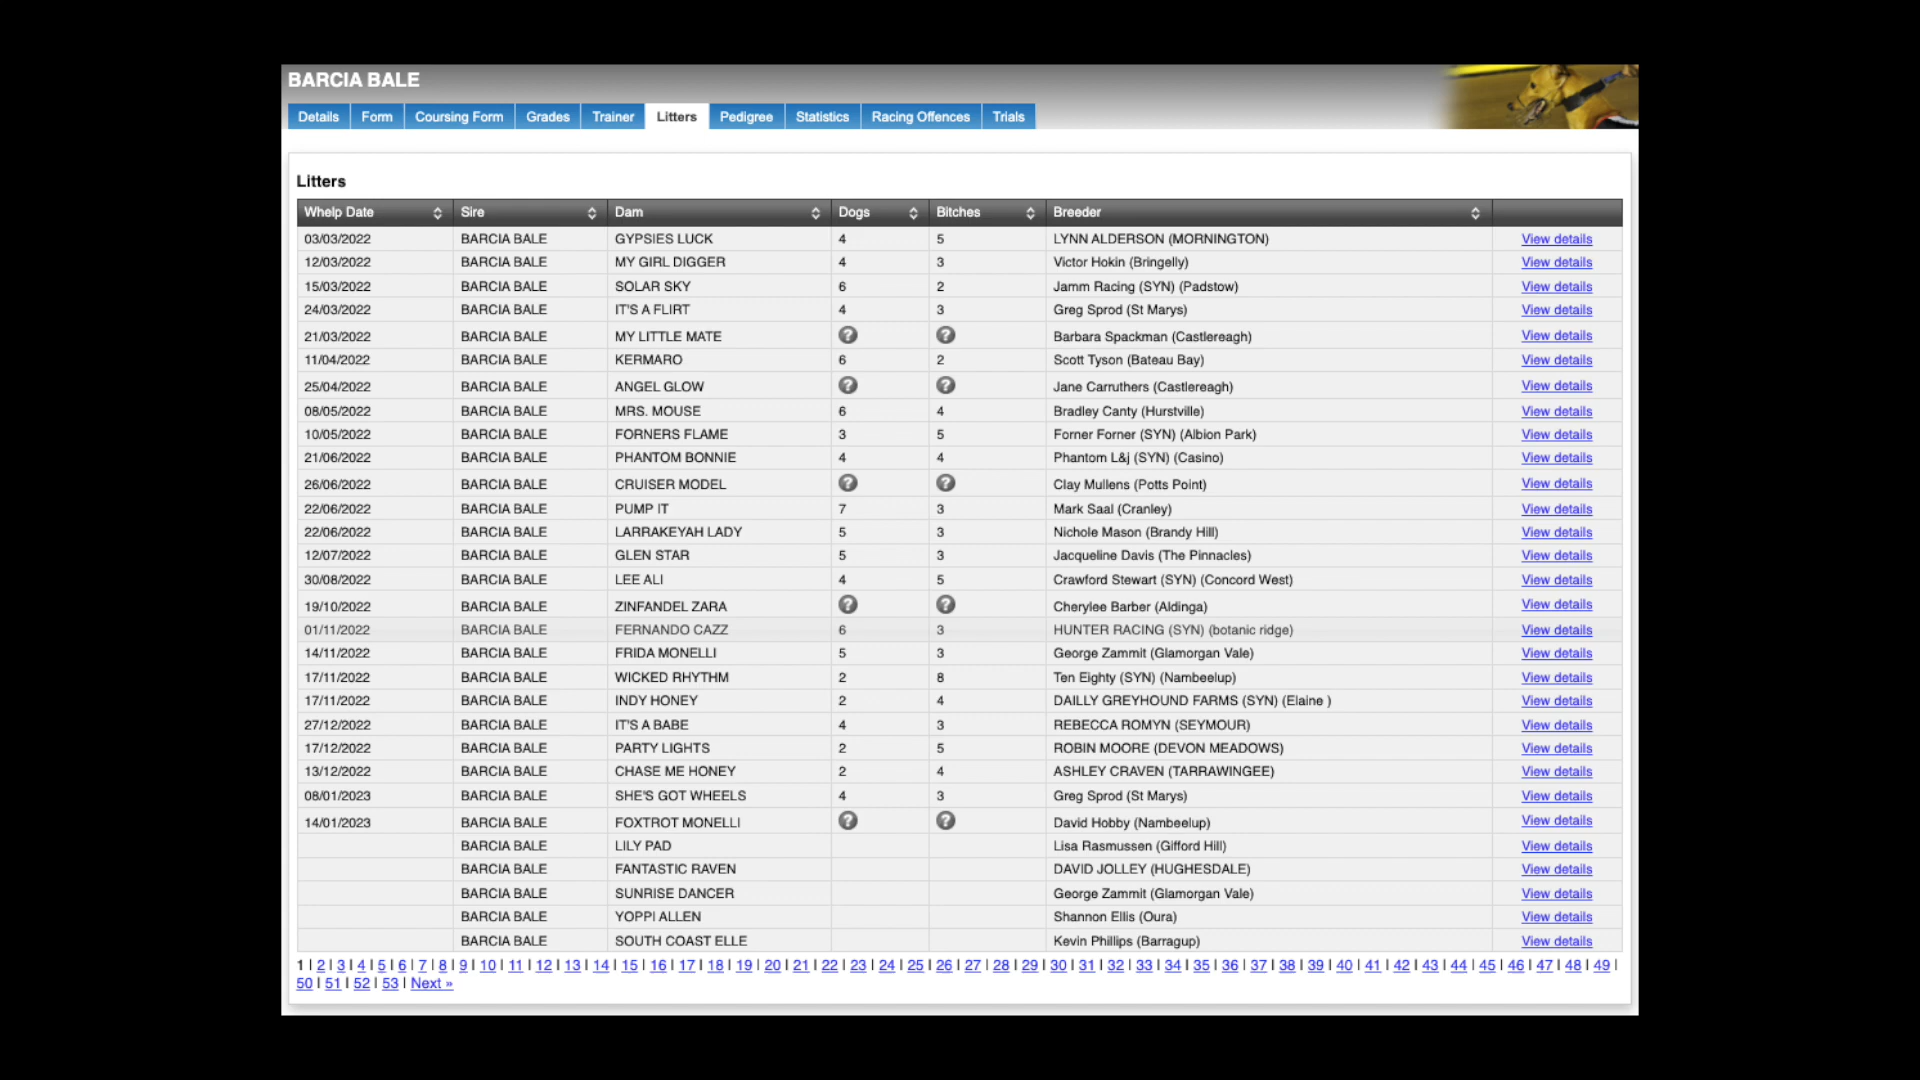 BARCIA BALE
Details Form Coursing Form Grades Trainer Litters Pedigree Statistics Racing Offences Trials
Litters
Whelp Date Sire Dam Dogs Bitches Breeder
03/03/2022 BARCIA BALE GYPSIES LUCK 4 5 LYNN ALDERSON (MORNINGTON) View details
12/03/2022 BARCIA BALE MY GIRL DIGGER 4 3 Victor Hokin (Bringelly) View details
15/03/2022 BARCIA BALE SOLAR SKY 6 2 Jamm Racing (SYN) (Padstow) View details
24/03/2022 BARCIA BALE IT'S A FLIRT 4 3 Greg Sprod (St Marys) View details
21/03/2022 BARCIA BALE MY LITTLE MATE ? ? Barbara Spackman (Castlereagh) View details
11/04/2022 BARCIA BALE KERMARO 6 2 Scott Tyson (Bateau Bay) View details
25/04/2022 BARCIA BALE ANGEL GLOW ? ? Jane Carruthers (Castlereagh) View details
08/05/2022 BARCIA BALE MRS. MOUSE 6 4 Bradley Canty (Hurstville) View details
10/05/2022 BARCIA BALE FORNERS FLAME 3 5 Forner Forner (SYN) (Albion Park) View details
21/06/2022 BARCIA BALE PHANTOM BONNIE 4 4 Phantom L&j (SYN) (Casino) View details
26/06/2022 BARCIA BALE CRUISER MODEL ? ? Clay Mullens (Potts Point) View details
22/06/2022 BARCIA BALE PUMP IT 7 3 Mark Saal (Cranley) View details
22/06/2022 BARCIA BALE LARRAKEYAH LADY 5 3 Nichole Mason (Brandy Hill) View details
12/07/2022 BARCIA BALE GLEN STAR 5 3 Jacqueline Davis (The Pinnacles) View details
30/08/2022 BARCIA BALE LEE ALI 4 5 Crawford Stewart (SYN) (Concord West) View details
19/10/2022 BARCIA BALE ZINFANDEL ZARA ? ? Cherylee Barber (Aldinga) View details
01/11/2022 BARCIA BALE FERNANDO CAZZ 6 3 HUNTER RACING (SYN) (botanic ridge) View details
14/11/2022 BARCIA BALE FRIDA MONELLI 5 3 George Zammit (Glamorgan Vale) View details
17/11/2022 BARCIA BALE WICKED RHYTHM 2 8 Ten Eighty (SYN) (Nambeelup) View details
17/11/2022 BARCIA BALE INDY HONEY 2 4 DAILLY GREYHOUND FARMS (SYN) (Elaine ) View details
27/12/2022 BARCIA BALE IT'S A BABE 4 3 REBECCA ROMYN (SEYMOUR) View details
17/12/2022 BARCIA BALE PARTY LIGHTS 2 5 ROBIN MOORE (DEVON MEADOWS) View details
13/12/2022 BARCIA BALE CHASE ME HONEY 2 4 ASHLEY CRAVEN (TARRAWINGEE) View details
08/01/2023 BARCIA BALE SHE'S GOT WHEELS 4 3 Greg Sprod (St Marys) View details
14/01/2023 BARCIA BALE FOXTROT MONELLI ? ? David Hobby (Nambeelup) View details
BARCIA BALE LILY PAD Lisa Rasmussen (Gifford Hill) View details
BARCIA BALE FANTASTIC RAVEN DAVID JOLLEY (HUGHESDALE) View details
BARCIA BALE SUNRISE DANCER George Zammit (Glamorgan Vale) View details
BARCIA BALE YOPPI ALLEN Shannon Ellis (Oura) View details
BARCIA BALE SOUTH COAST ELLE Kevin Phillips (Barragup) View details
1 | 2 | 3 | 4 | 5 | 6 | 7 | 8 | 9 | 10 | 11 | 12 | 13 | 14 | 15 | 16 | 17 | 18 | 19 | 20 | 21 | 22 | 23 | 24 | 25 | 26 | 27 | 28 | 29 | 30 | 31 | 32 | 33 | 34 | 35 | 36 | 37 | 38 | 39 | 40 | 41 | 42 | 43 | 44 | 45 | 46 | 47 | 48 | 49 |
50 | 51 | 52 | 53 | Next »